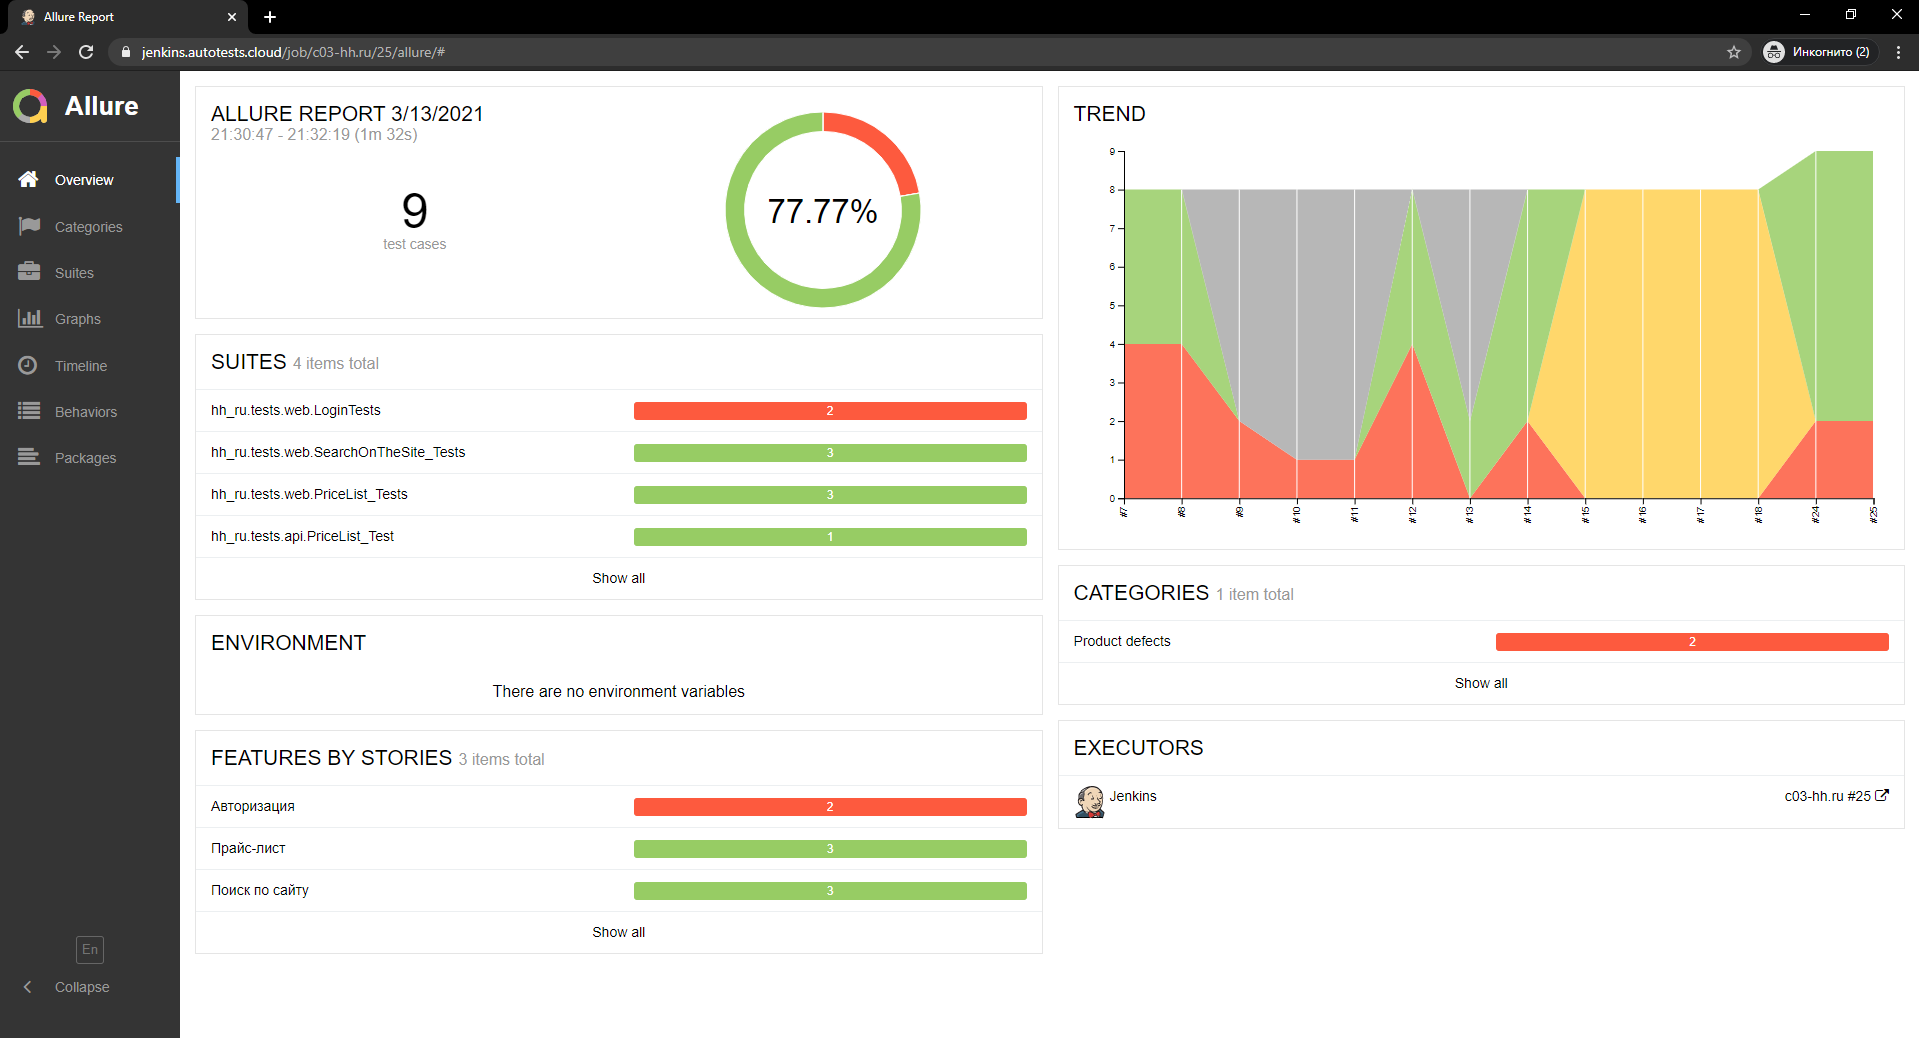 Allure Report
jenkins.autotests.cloud/job/c03-hh.ru/25/allure/#
Инкогнито (2)
Allure
Overview
Categories
Suites
Graphs
Timeline
Behaviors
Packages
En
Collapse
ALLURE REPORT 3/13/2021
21:30:47 - 21:32:19 (1m 32s)
9
test cases
77.77%
SUITES 4 items total
hh_ru.tests.web.LoginTests 2
hh_ru.tests.web.SearchOnTheSite_Tests 3
hh_ru.tests.web.PriceList_Tests 3
hh_ru.tests.api.PriceList_Test 1
Show all
ENVIRONMENT
There are no environment variables
FEATURES BY STORIES 3 items total
Авторизация 2
Прайс-лист 3
Поиск по сайту 3
Show all
TREND
9
8
7
6
5
4
3
2
1
0
#7 #8 #9 #10 #11 #12 #13 #14 #15 #16 #17 #18 #24 #25
CATEGORIES 1 item total
Product defects 2
Show all
EXECUTORS
Jenkins c03-hh.ru #25